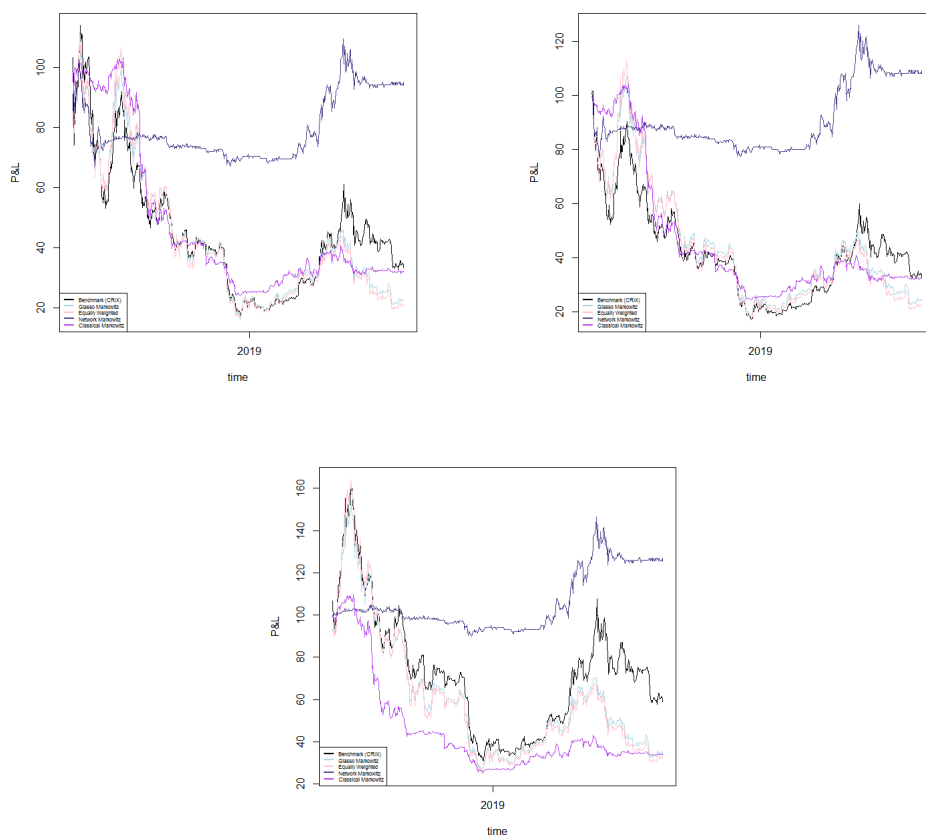 P&L
100
80
60
40
20
Benchmark (CRIX)
Glasso Markowitz
Equally Weighted
Network Markowitz
Classical Markowitz
2019
time
P&L
120
100
80
60
40
20
Benchmark (CRIX)
Glasso Markowitz
Equally Weighted
Network Markowitz
Classical Markowitz
2019
time
P&L
160
140
120
100
80
60
40
20
Benchmark (CRIX)
Glasso Markowitz
Equally Weighted
Network Markowitz
Classical Markowitz
2019
time